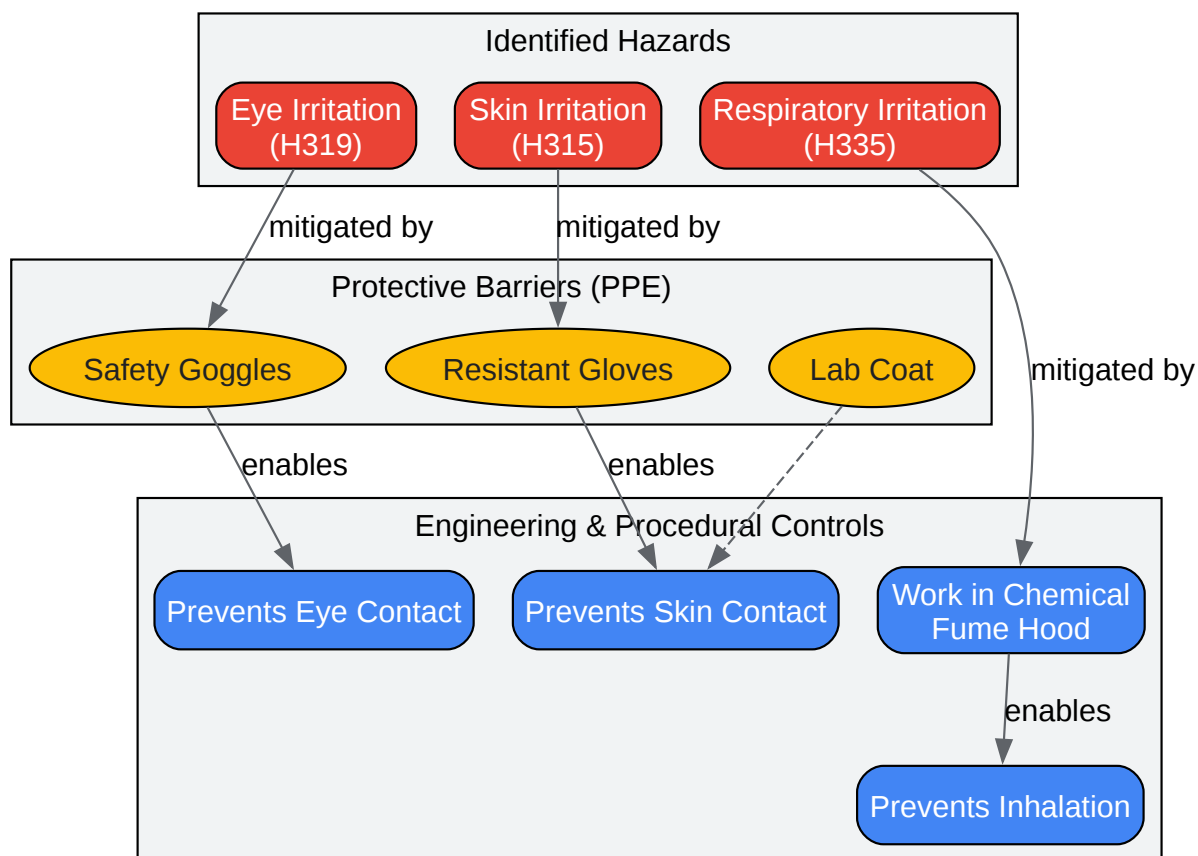 Identified Hazards
Eye Irritation
(H319)
Skin Irritation
(H315)
Respiratory Irritation
(H335)
mitigated by
mitigated by
mitigated by
Protective Barriers (PPE)
Safety Goggles
Resistant Gloves
Lab Coat
enables
enables
Engineering & Procedural Controls
Prevents Eye Contact
Prevents Skin Contact
Work in Chemical
Fume Hood
enables
Prevents Inhalation